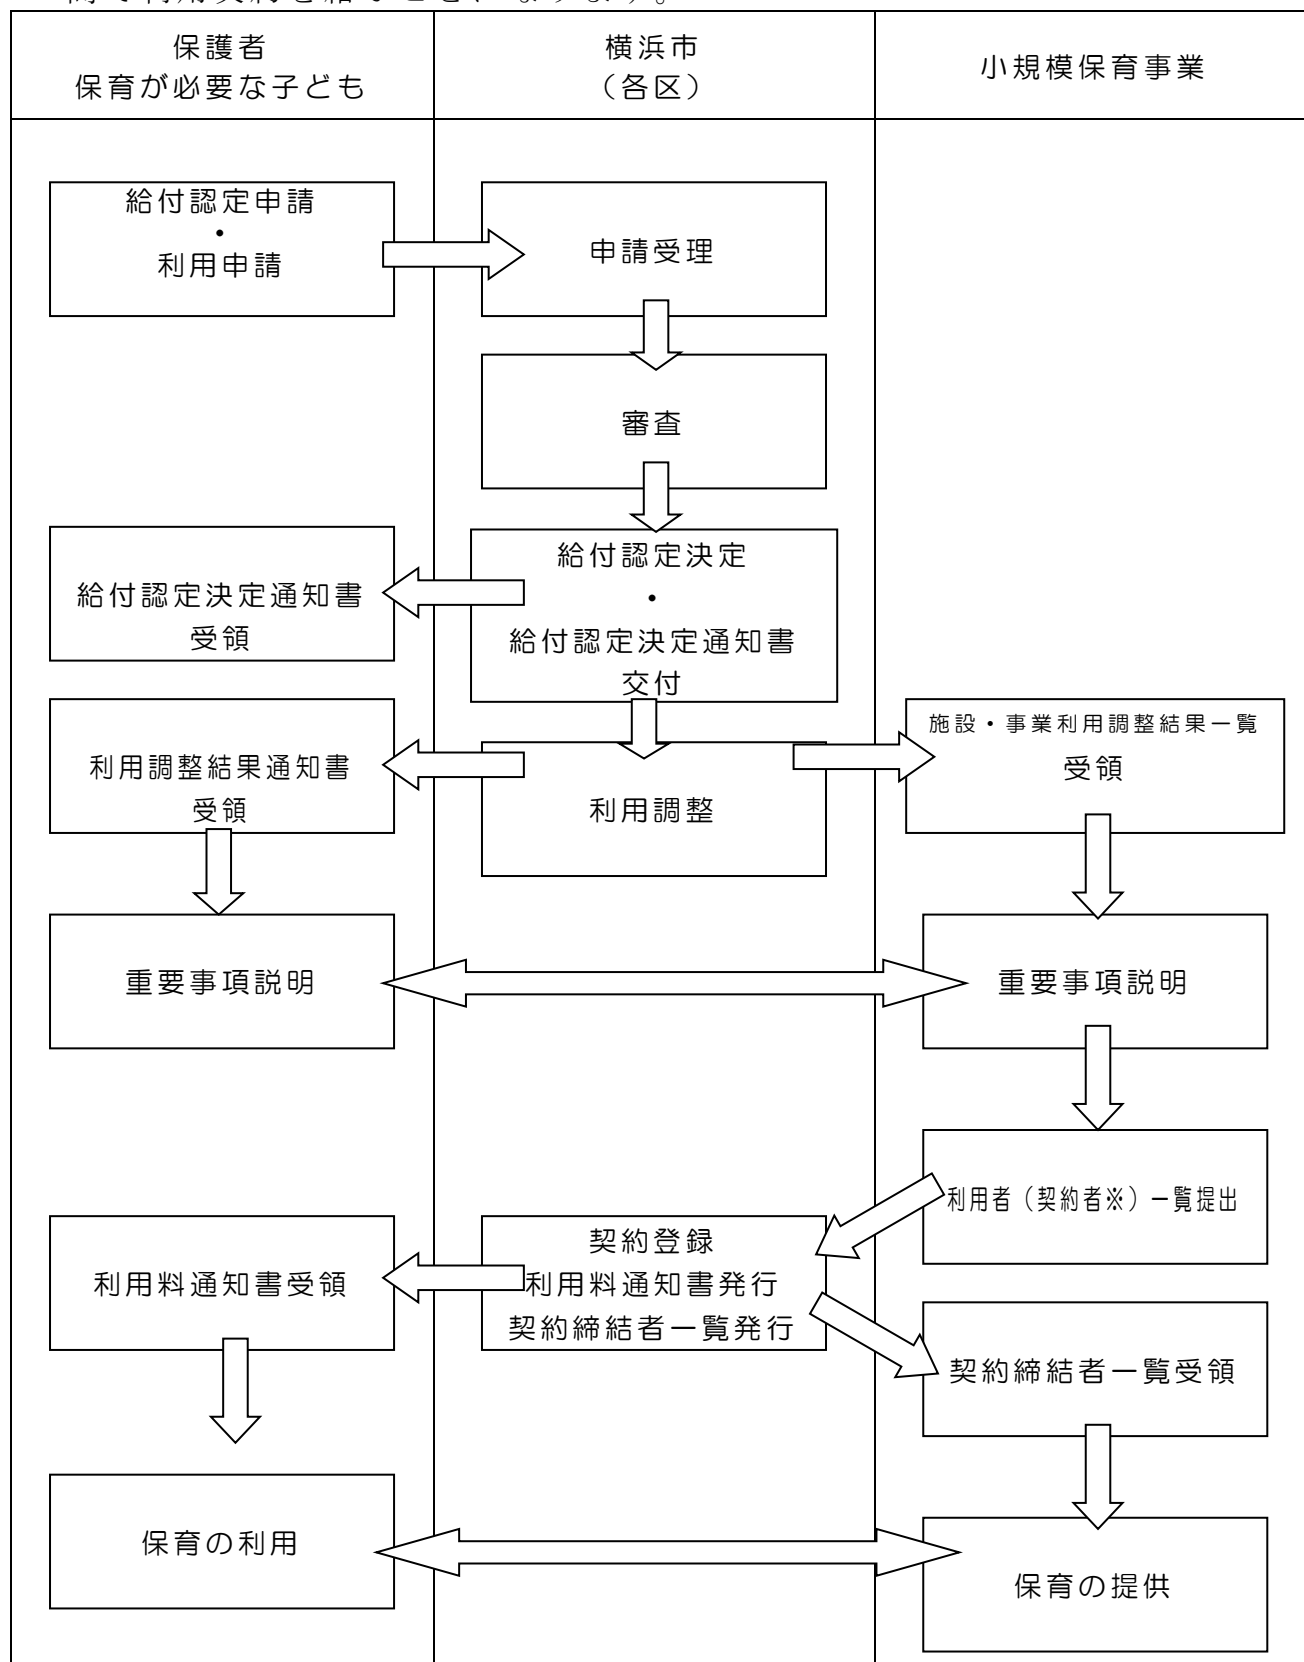 保護者
保育が必要な子ども
横浜市
（各区）
小規模保育事業
給付認定申請
・
利用申請
申請受理
審査
給付認定決定
・
給付認定決定通知書
交付
給付認定決定通知書
受領
利用調整
利用調整結果通知書
受領
施設・事業利用調整結果一覧
受領
重要事項説明
重要事項説明
利用者（契約者※）一覧提出
契約登録
利用料通知書発行
契約締結者一覧発行
利用料通知書受領
契約締結者一覧受領
保育の利用
保育の提供